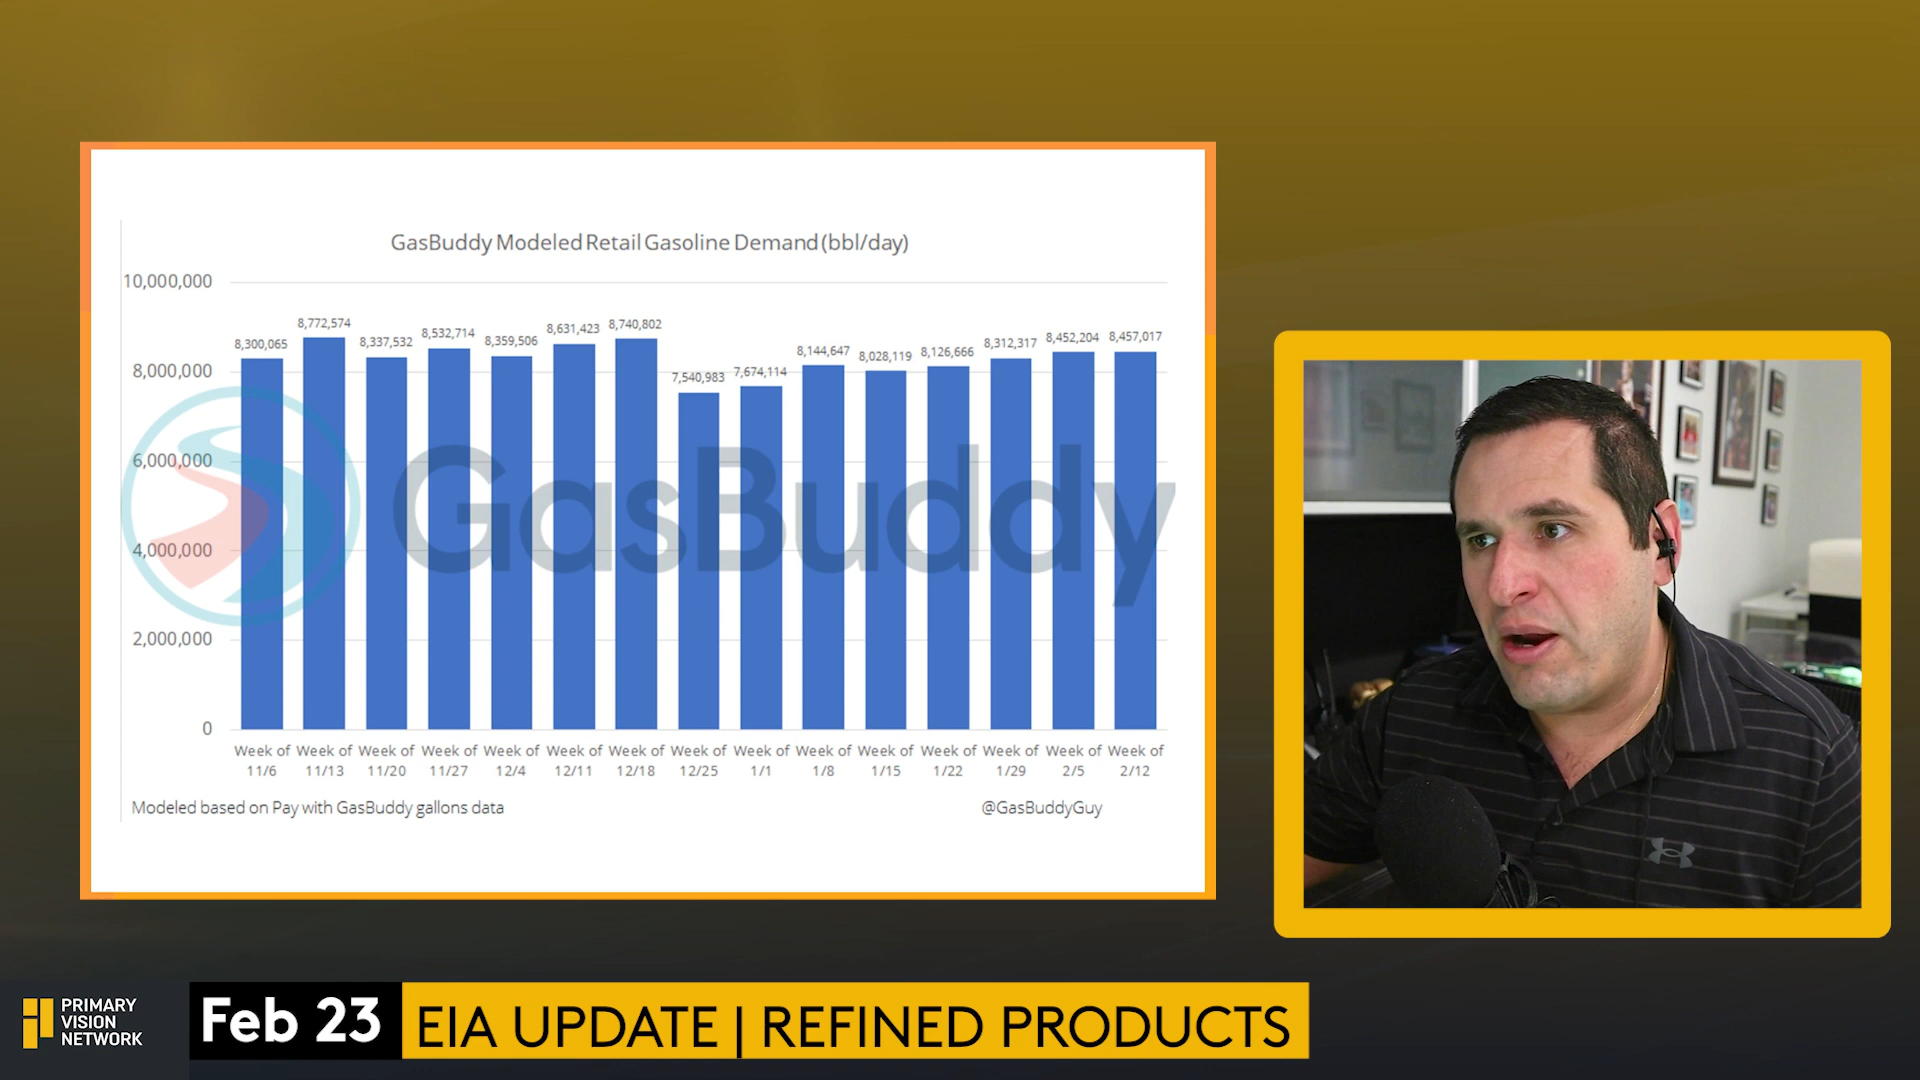 GasBuddy Modeled Retail Gasoline Demand (bbl/day)
10,000,000
8,000,000
6,000,000
4,000,000
2,000,000
0
8,300,065
8,772,574
8,337,532
8,532,714
8,359,506
8,631,423
8,740,802
7,540,983
7,674,114
8,144,647
8,028,119
8,126,666
8,312,317
8,452,204
8,457,017
GasBuddy
Week of 11/6
Week of 11/13
Week of 11/20
Week of 11/27
Week of 12/4
Week of 12/11
Week of 12/18
Week of 12/25
Week of 1/1
Week of 1/8
Week of 1/15
Week of 1/22
Week of 1/29
Week of 2/5
Week of 2/12
Modeled based on Pay with GasBuddy gallons data
@GasBuddyGuy
PRIMARY
VISION
NETWORK
Feb 23
EIA UPDATE | REFINED PRODUCTS